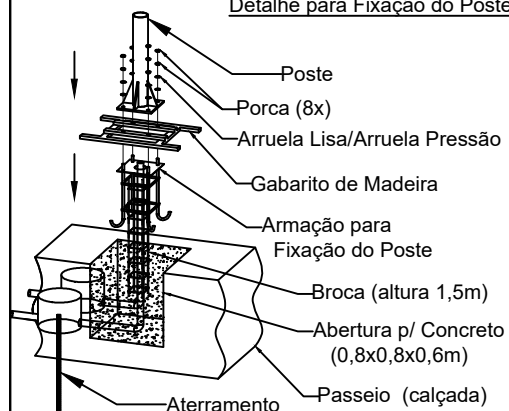 Detalhe para Fixação do Poste
Poste
Porca (8x)
Arruela Lisa/Arruela Pressão
Gabarito de Madeira
Armação para
Fixação do Poste
Broca (altura 1,5m)
Abertura p/ Concreto
(0,8x0,8x0,6m)
Passeio (calçada)
Aterramento